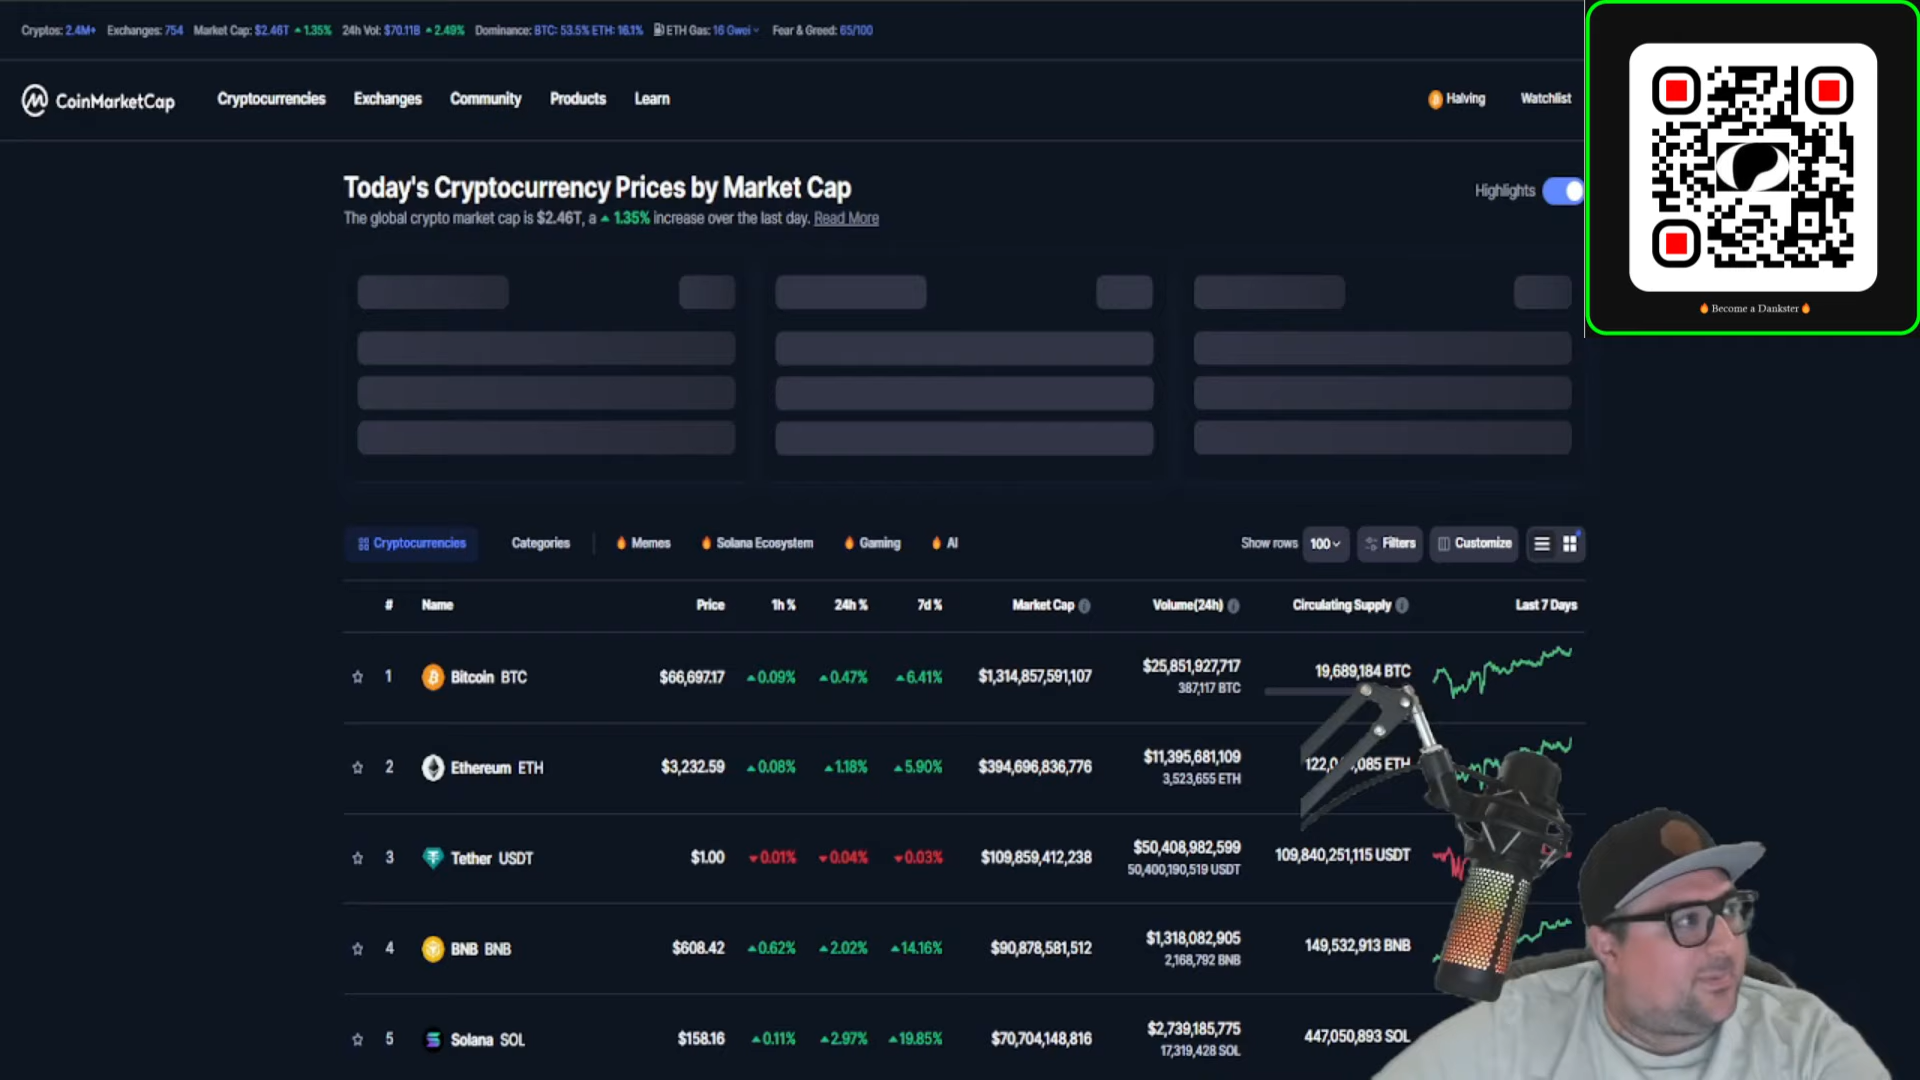 Cryptos: 2.4M+ Exchanges: 754 Market Cap: $2.46T 1.35% 24h Vol: $70.11B 2.49% Dominance: BTC: 53.5% ETH: 16.1% ETH Gas: 16 Gwei Fear & Greed: 65/100
CoinMarketCap Cryptocurrencies Exchanges Community Products Learn Halving Watchlist
Today's Cryptocurrency Prices by Market Cap
Highlights
The global crypto market cap is $2.46T, a 1.35% increase over the last day. Read More
🔥 Become a Dankster 🔥
Cryptocurrencies Categories 🔥 Memes 🔥 Solana Ecosystem 🔥 Gaming 🔥 AI Show rows 100 Filters Customize
# Name Price 1h % 24h % 7d % Market Cap Volume(24h) Circulating Supply Last 7 Days
1 Bitcoin BTC $66,697.17 0.09% 0.47% 6.41% $1,314,857,591,107 $25,851,927,717 19,689,184 BTC
387,117 BTC
2 Ethereum ETH $3,232.59 0.08% 1.18% 5.90% $394,696,836,776 $11,395,681,109 ETH
3,523,655 ETH
3 Tether USDT $1.00 0.01% 0.04% 0.03% $109,859,412,238 $50,408,982,599 109,840,251,115 USDT
50,400,190,519 USDT
4 BNB BNB $608.42 0.62% 2.02% 14.16% $90,878,581,512 $1,318,082,905 149,532,913 BNB
2,168,792 BNB
5 Solana SOL $158.16 0.11% 2.97% 19.85% $70,704,148,816 $2,739,185,775 447,050,893 SOL
17,319,428 SOL